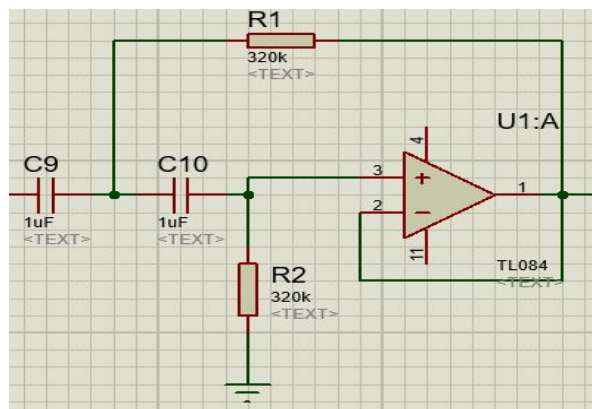 R1
320k
<TEXT>
U1:A
C9
1uF
<TEXT>
C10
1uF
<TEXT>
4
3
2
1
11
TL084
<TEXT>
R2
320k
<TEXT>